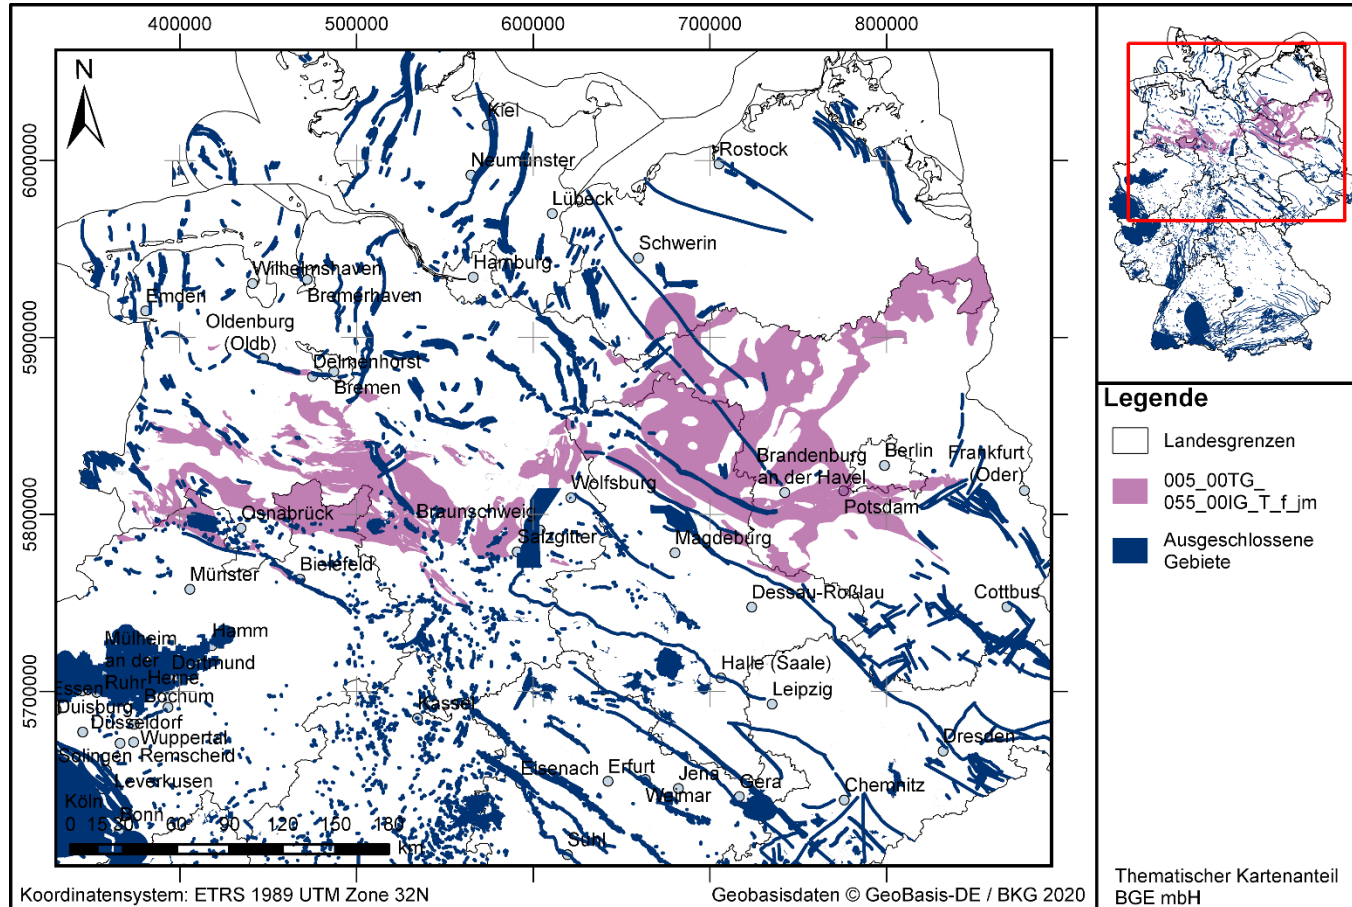 400000 500000 600000 700000 800000
N
Kiel
6000000
Neumünster
Rostock
Lübeck
Schwerin
Hamburg
Wilhelmshaven
Bremerhaven
Emden
Oldenburg
(Oldb)
5900000
Delmenhorst
Bremen
Brandenburg
an der Havel
Berlin
Frankfurt
(Oder)
Wolfsburg
5800000
Osnabrück
Braunschweig
Potsdam
Salzgitter
Magdeburg
Münster
Bielefeld
Dessau-Roßlau
Cottbus
Hamm
Mülheim
an der
Ruhr
Dortmund
Herne
Halle (Saale)
Essen
Bochum
Leipzig
5700000
Kassel
Duisburg
Düsseldorf
Wuppertal
Dresden
Solingen
Remscheid
Eisenach
Erfurt
Jena
Gera
Chemnitz
Leverkusen
Weimar
Köln
Bonn
Suhl
0 15 30 60 90 120 150 180
Km
400000 500000 600000 700000 800000
Koordinatensystem: ETRS 1989 UTM Zone 32N
Geobasisdaten © GeoBasis-DE / BKG 2020
Legende
Landesgrenzen
005_00TG_
055_00IG_T_f_jm
Ausgeschlossene
Gebiete
Thematischer Kartenanteil
BGE mbH